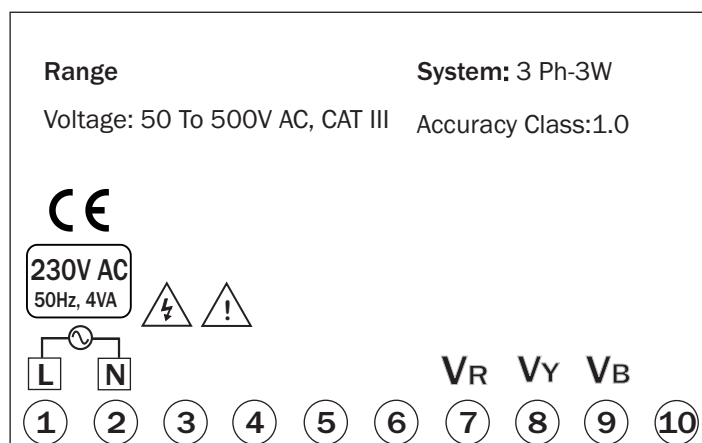 Range
System: 3 Ph-3W
Voltage: 50 To 500V AC, CAT III
Accuracy Class:1.0
CE
230V AC
50Hz, 4VA
L N
VR VY VB
1 2 3 4 5 6 7 8 9 10